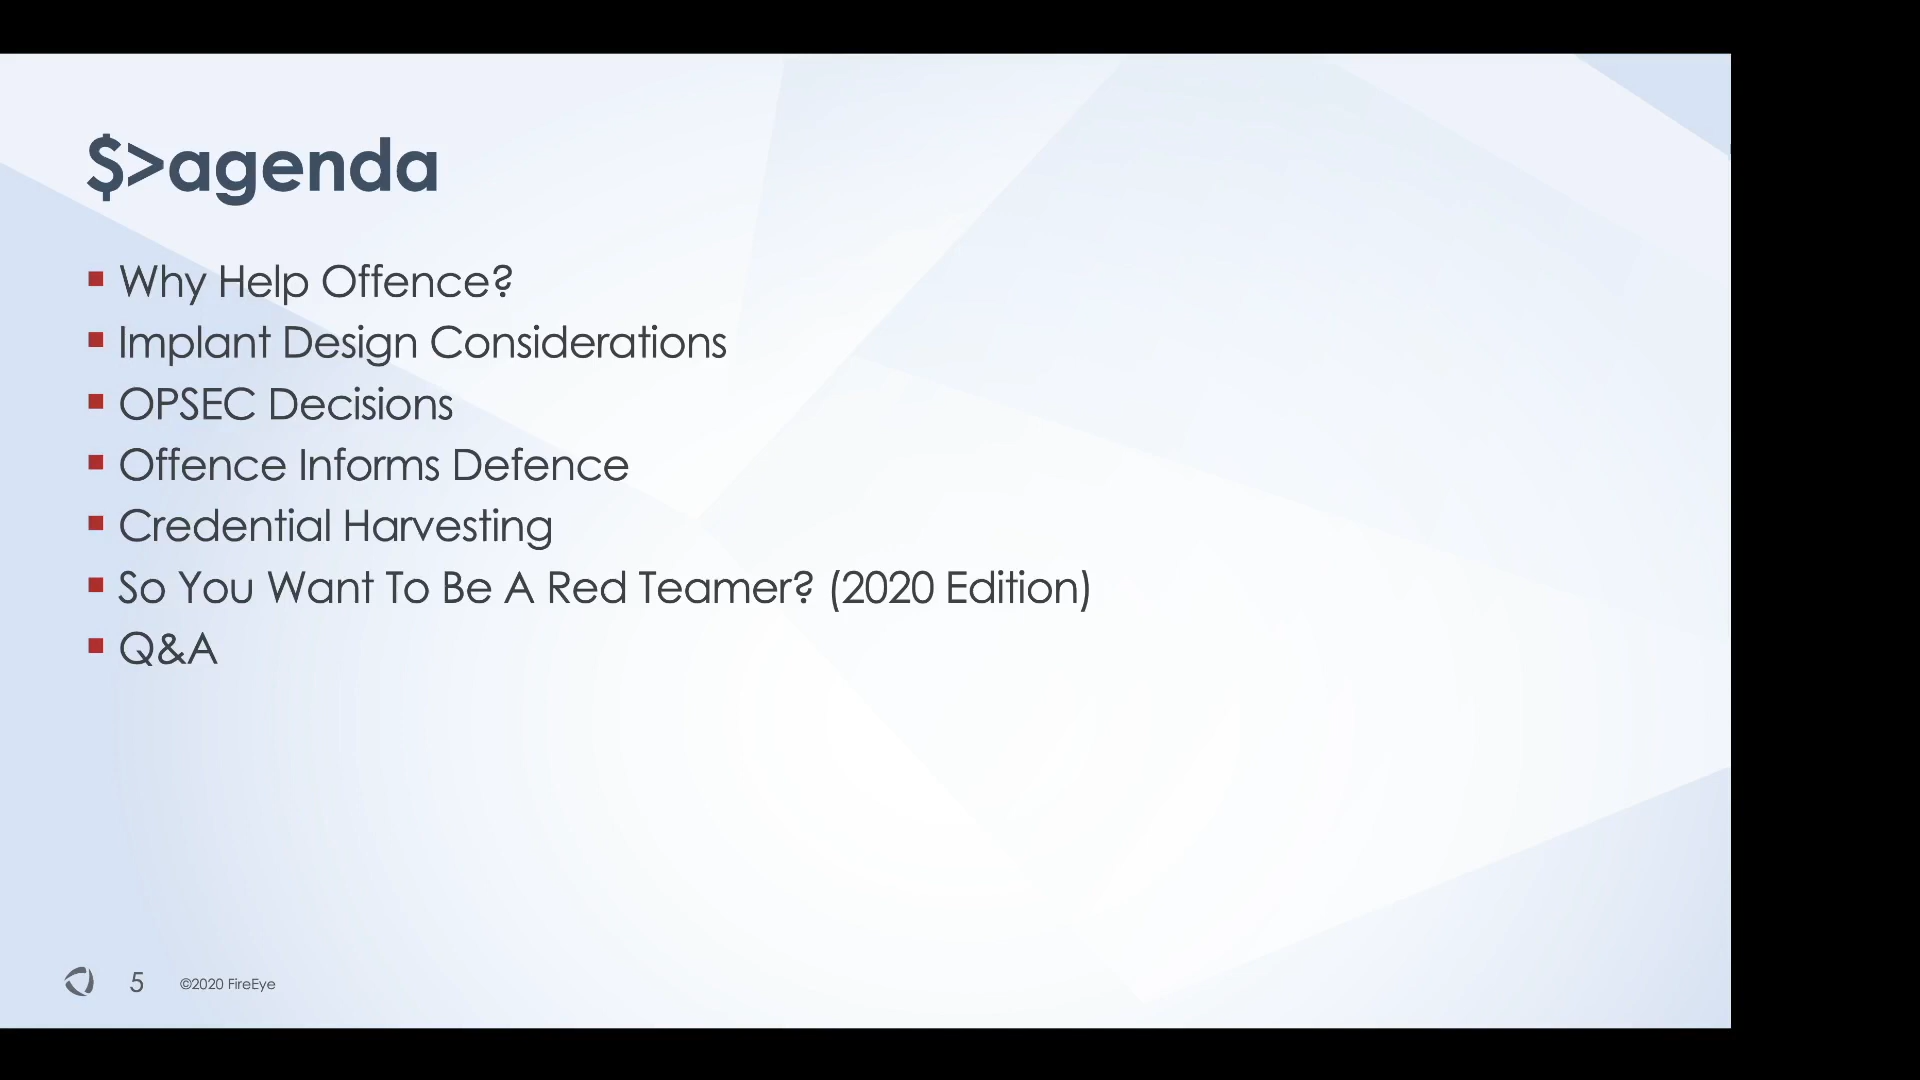 $>agenda
Why Help Offence?
Implant Design Considerations
OPSEC Decisions
Offence Informs Defence
Credential Harvesting
So You Want To Be A Red Teamer? (2020 Edition)
Q&A
5 ©2020 FireEye